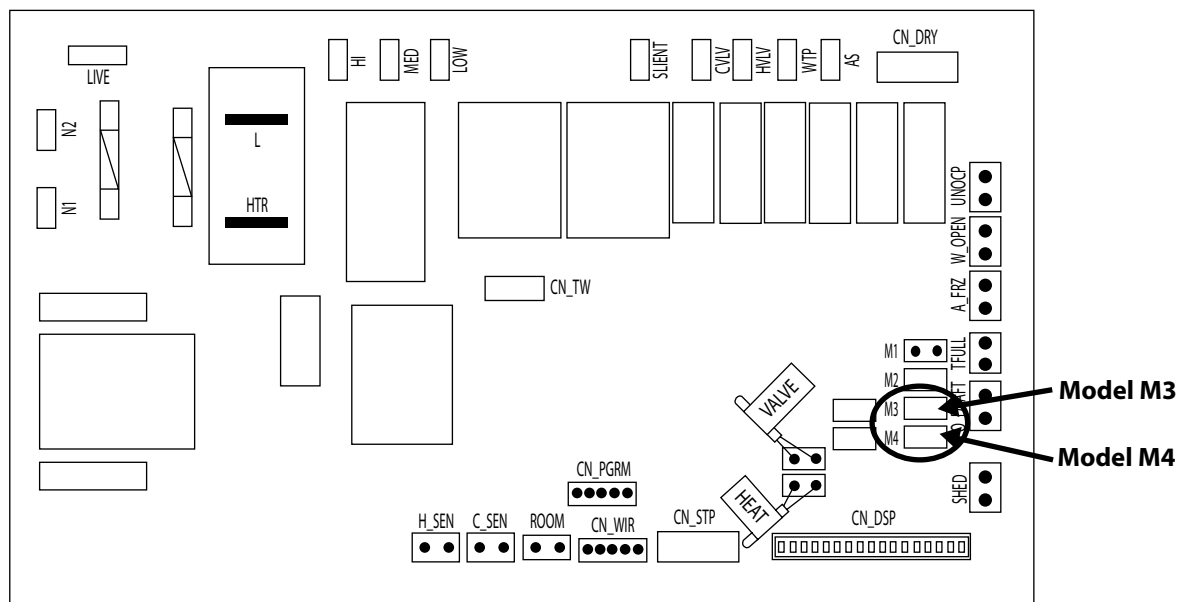 LIVE
HI
MED
LOW
SLIENT
CVLV
HVLV
WTP
AS
CN_DRY
N2
N1
L
HTR
CN_TW
UNOCP
W_OPEN
A_FRZ
TFULL
M1
M2
M3
M4
VALVE
HEAT
Model M3
Model M4
SHED
CN_PGRM
H_SEN
C_SEN
ROOM
CN_WIR
CN_STP
CN_DSP